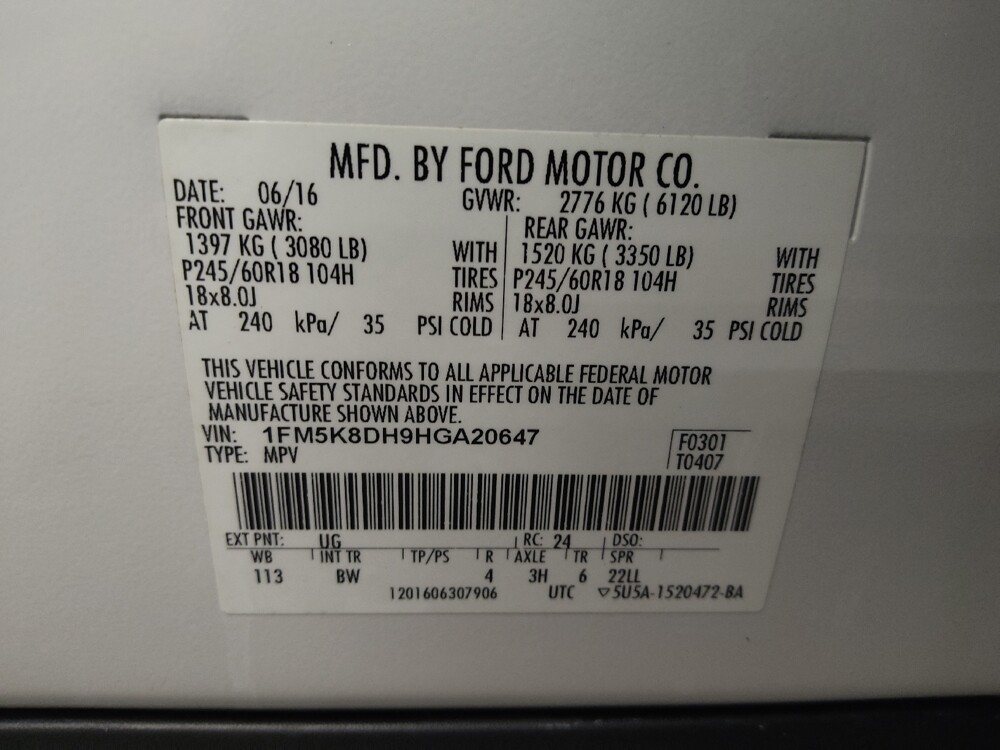 MFD. BY FORD MOTOR CO.
DATE: 06/16 GVWR: 2776 KG ( 6120 LB)
FRONT GAWR: REAR GAWR:
1397 KG ( 3080 LB) WITH 1520 KG ( 3350 LB) WITH
P245/60R18 104H TIRES P245/60R18 104H TIRES
18x8.0J RIMS 18x8.0J RIMS
AT 240 kPa/ 35 PSI COLD AT 240 kPa/ 35 PSI COLD
THIS VEHICLE CONFORMS TO ALL APPLICABLE FEDERAL MOTOR
VEHICLE SAFETY STANDARDS IN EFFECT ON THE DATE OF
MANUFACTURE SHOWN ABOVE.
VIN: 1FM5K8DH9HGA20647 F0301
TYPE: MPV T0407
EXT PNT: UG RC: 24 DSO:
WB INT TR TP/PS R AXLE TR SPR
113 BW 4 3H 6 22LL
1201606307906 UTC ▽5U5A-1520472-BA